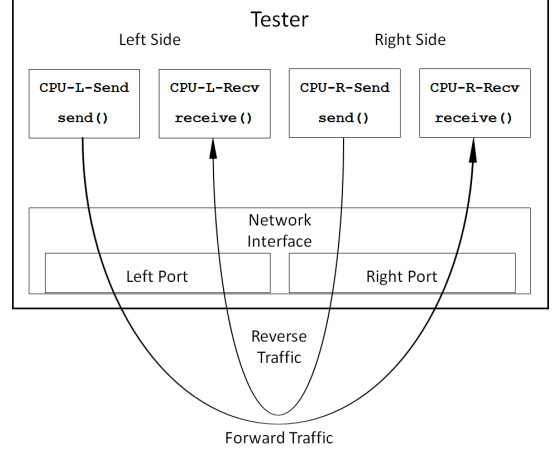 Tester
Left Side
Right Side
CPU-L-Send
send()
CPU-L-Recv
receive()
CPU-R-Send
send()
CPU-R-Recv
receive()
Network
Interface
Left Port
Right Port
Reverse
Traffic
Forward Traffic